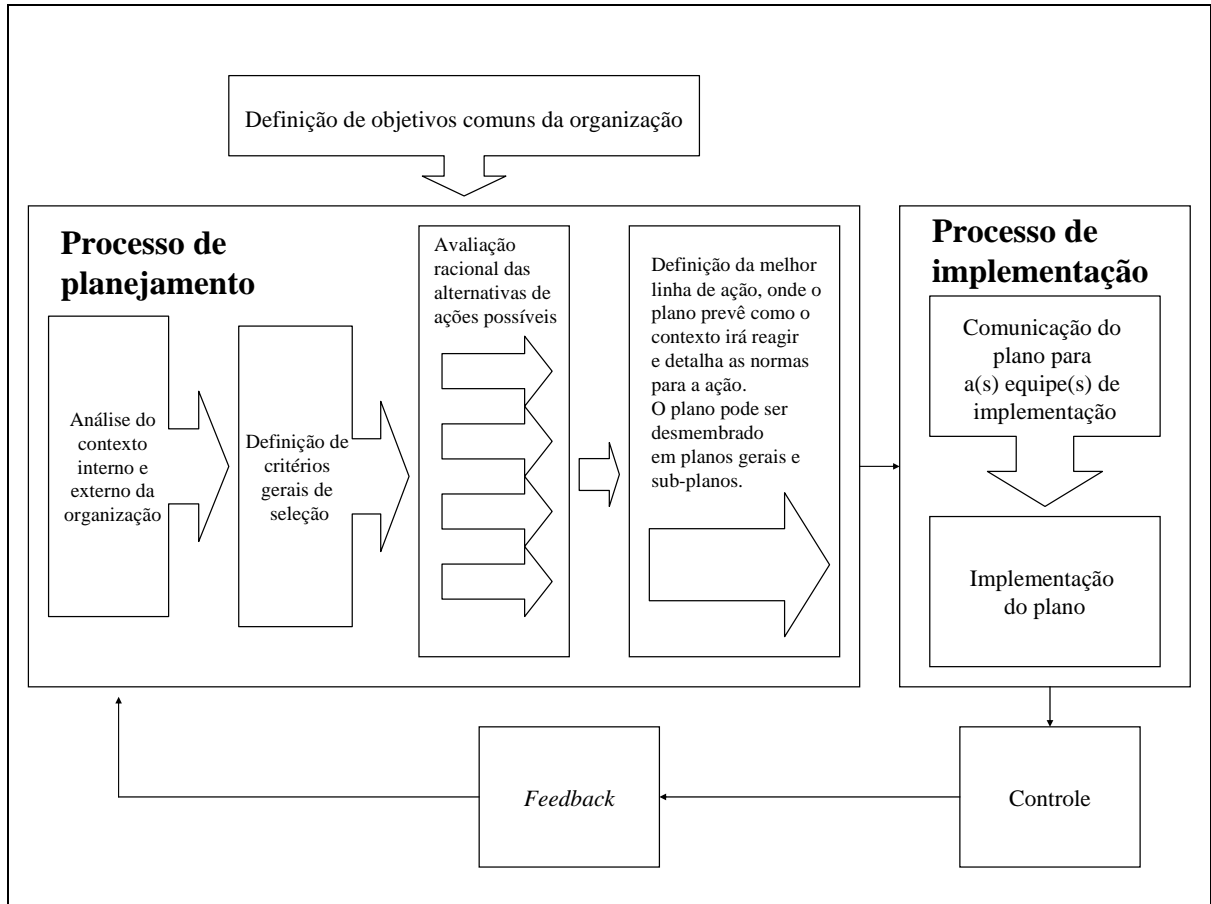 Definição de objetivos comuns da organização
Processo de
planejamento
Análise do
contexto
interno e
externo da
organização
Definição de
critérios
gerais de
seleção
Avaliação
racional das
alternativas de
ações possíveis
Definição da melhor
linha de ação, onde o
plano prevê como o
contexto irá reagir
e detalha as normas
para a ação.
O plano pode ser
desmembrado
em planos gerais e
sub-planos.
Processo de
implementação
Comunicação do
plano para
a(s) equipe(s) de
implementação
Implementação
do plano
Feedback
Controle